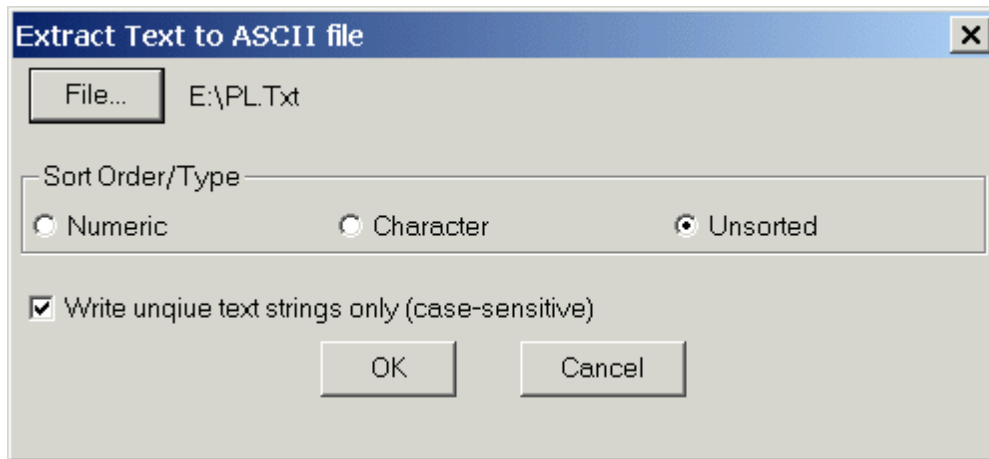 Extract Text to ASCII file
File... E:\PL.Txt
Sort Order/Type
Numeric Character Unsorted
Write unqiue text strings only (case-sensitive)
OK Cancel